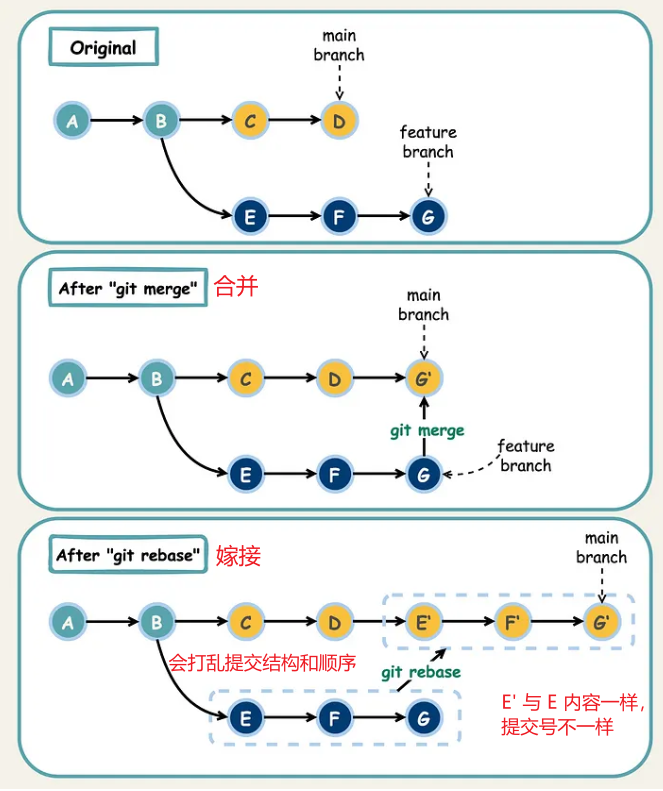 Original
main
branch
A
B
C
D
feature
branch
E
F
G
After "git merge"
合并
main
branch
A
B
C
D
G'
git merge
feature
branch
E
F
G
After "git rebase"
嫁接
main
branch
A
B
C
D
E'
F'
G'
会打乱提交结构和顺序
git rebase
E
F
G
E' 与 E 内容一样，
提交号不一样